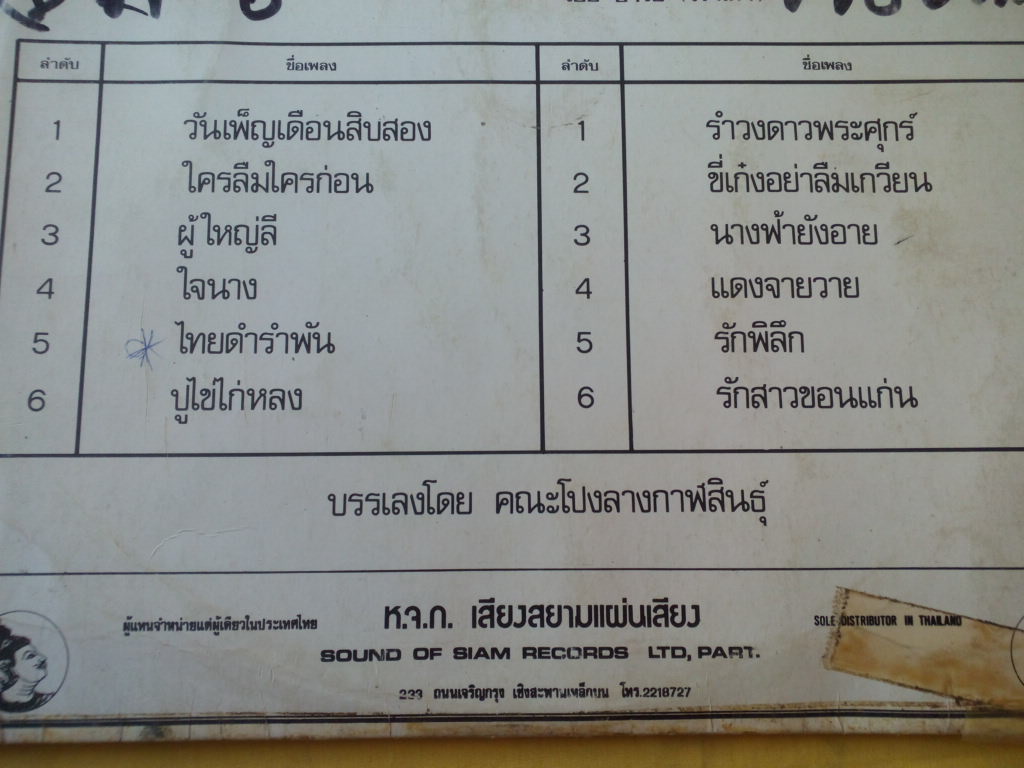 ลำดับ ชื่อเพลง ลำดับ ชื่อเพลง
1 วันเพ็ญเดือนสิบสอง 1 รำวงดาวพระศุกร์
2 ใครลืมใครก่อน 2 ขี่เก๋งอย่าลืมเกวียน
3 ผู้ใหญ่ลี 3 นางฟ้ายังอาย
4 ใจนาง 4 แดงจายวาย
5 ไทยดำรำพัน 5 รักพิลึก
6 ปูไข่ไก่หลง 6 รักสาวขอนแก่น
บรรเลงโดย คณะโปงลางกาฬสินธุ์
ผู้แทนจำหน่ายแต่ผู้เดียวในประเทศไทย ห.จ.ก. เสียงสยามแผ่นเสียง SOLE DISTRIBUTOR IN THAILAND
SOUND OF SIAM RECORDS LTD, PART.
233 ถนนเจริญกรุง เชิงสะพานเหล็กบน โทร.2218727